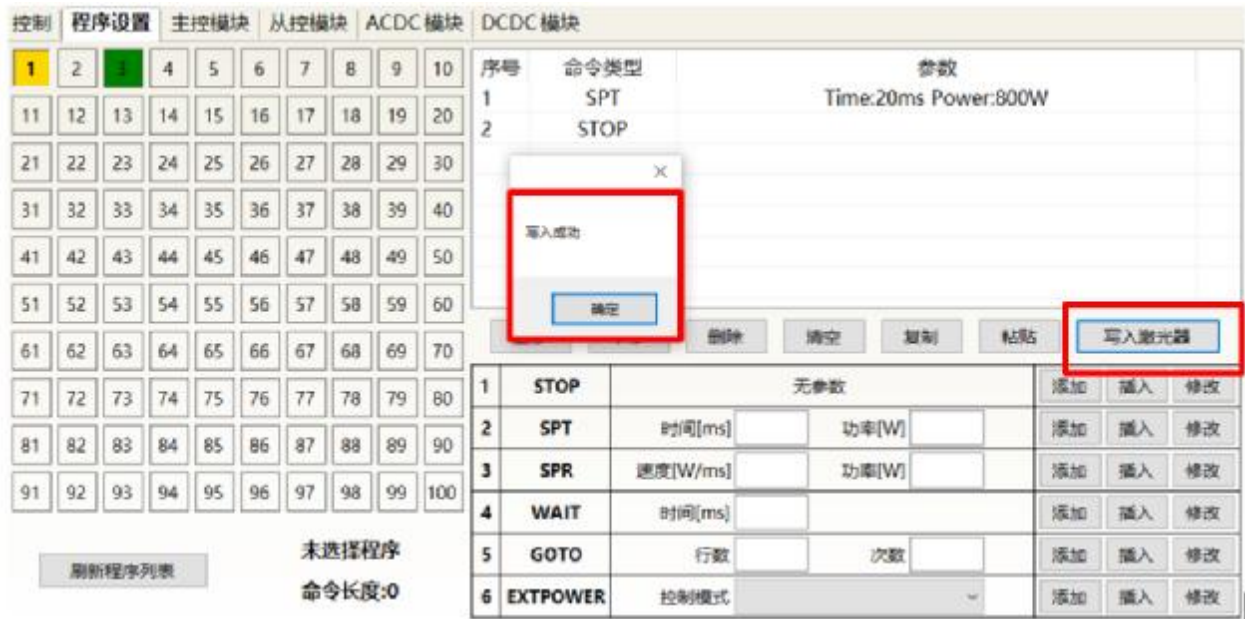 控制 程序设置 主控模块 从控模块 ACDC 模块 DCDC 模块
1 2 3 4 5 6 7 8 9 10
11 12 13 14 15 16 17 18 19 20
21 22 23 24 25 26 27 28 29 30
31 32 33 34 35 36 37 38 39 40
41 42 43 44 45 46 47 48 49 50
51 52 53 54 55 56 57 58 59 60
61 62 63 64 65 66 67 68 69 70
71 72 73 74 75 76 77 78 79 80
81 82 83 84 85 86 87 88 89 90
91 92 93 94 95 96 97 98 99 100
刷新程序列表
未选择程序
命令长度:0
序号 命令类型 参数
1 SPT Time:20ms Power:800W
2 STOP
写入成功
确定
删除 清空 复制 粘贴 写入激光器
1 STOP 无参数 添加 插入 修改
2 SPT 时间[ms] 功率[W] 添加 插入 修改
3 SPR 速度[W/ms] 功率[W] 添加 插入 修改
4 WAIT 时间[ms] 添加 插入 修改
5 GOTO 行数 次数 添加 插入 修改
6 EXTPOWER 控制模式 添加 插入 修改